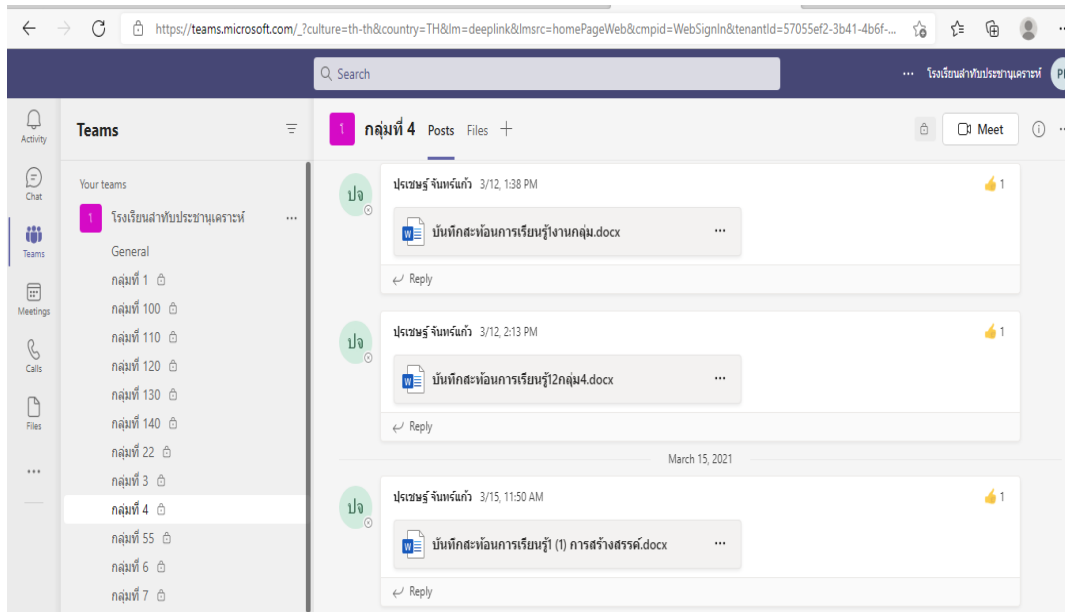 https://teams.microsoft.com/_?culture=th-th&country=TH&lm=deeplink&lmsrc=homePageWeb&cmpid=WebSignIn&tenantId=57055ef2-3b41-4b6f-...
Search
โรงเรียนลำทับประชานุเคราะห์
Activity
Chat
Teams
Meetings
Calls
Files
Teams
Your teams
1 โรงเรียนลำทับประชานุเคราะห์ ...
General
กลุ่มที่ 1
กลุ่มที่ 100
กลุ่มที่ 110
กลุ่มที่ 120
กลุ่มที่ 130
กลุ่มที่ 140
กลุ่มที่ 22
กลุ่มที่ 3
กลุ่มที่ 4
กลุ่มที่ 55
กลุ่มที่ 6
กลุ่มที่ 7
1 กลุ่มที่ 4 Posts Files + Meet
ปจ
ปุรเชษฐ์ จันทร์แก้ว 3/12, 1:38 PM 1
บันทึกสะท้อนการเรียนรู้1งานกลุ่ม.docx ...
Reply
ปจ
ปุรเชษฐ์ จันทร์แก้ว 3/12, 2:13 PM 1
บันทึกสะท้อนการเรียนรู้12กลุ่ม4.docx ...
Reply
March 15, 2021
ปจ
ปุรเชษฐ์ จันทร์แก้ว 3/15, 11:50 AM 1
บันทึกสะท้อนการเรียนรู้1 (1) การสร้างสรรค์.docx ...
Reply